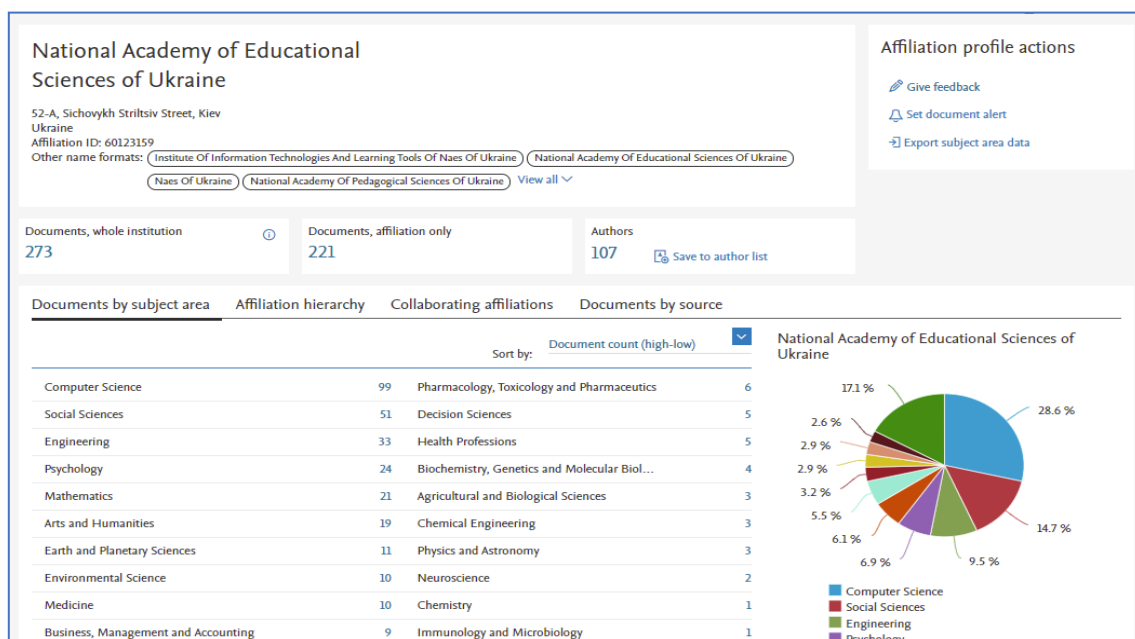 National Academy of Educational
Sciences of Ukraine
52-A, Sichovykh Striltsiv Street, Kiev
Ukraine
Affiliation ID: 60123159
Other name formats: Institute Of Information Technologies And Learning Tools Of Naes Of Ukraine National Academy Of Educational Sciences Of Ukraine
Naes Of Ukraine National Academy Of Pedagogical Sciences Of Ukraine View all
Affiliation profile actions
Give feedback
Set document alert
Export subject area data
Documents, whole institution
273
Documents, affiliation only
221
Authors
107 Save to author list
Documents by subject area Affiliation hierarchy Collaborating affiliations Documents by source
Sort by: Document count (high-low)
Computer Science 99 Pharmacology, Toxicology and Pharmaceutics 6
Social Sciences 51 Decision Sciences 5
Engineering 33 Health Professions 5
Psychology 24 Biochemistry, Genetics and Molecular Biol... 4
Mathematics 21 Agricultural and Biological Sciences 3
Arts and Humanities 19 Chemical Engineering 3
Earth and Planetary Sciences 11 Physics and Astronomy 3
Environmental Science 10 Neuroscience 2
Medicine 10 Chemistry 1
Business, Management and Accounting 9 Immunology and Microbiology 1
National Academy of Educational Sciences of
Ukraine
17.1 %
28.6 %
2.6 %
2.9 %
2.9 %
3.2 %
5.5 %
14.7 %
6.1 %
6.9 %
9.5 %
Computer Science
Social Sciences
Engineering
Psychology